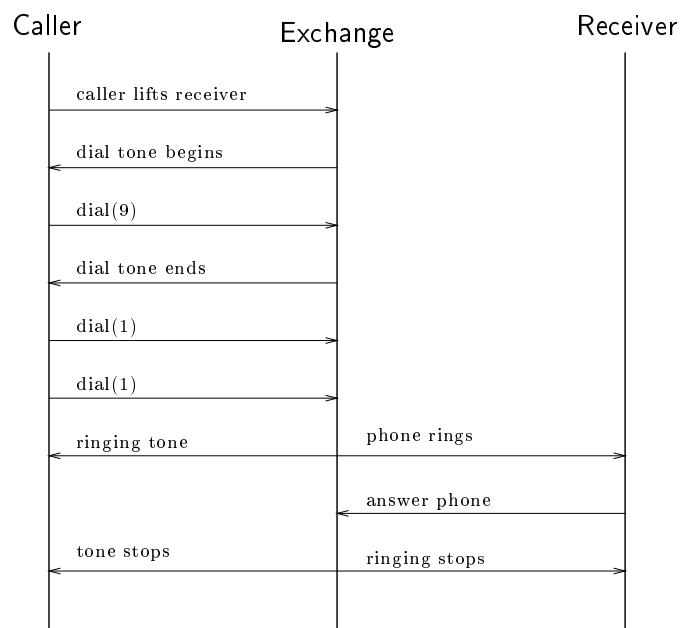 Caller
Exchange
Receiver
caller lifts receiver
dial tone begins
dial(9)
dial tone ends
dial(1)
dial(1)
ringing tone
phone rings
answer phone
tone stops
ringing stops